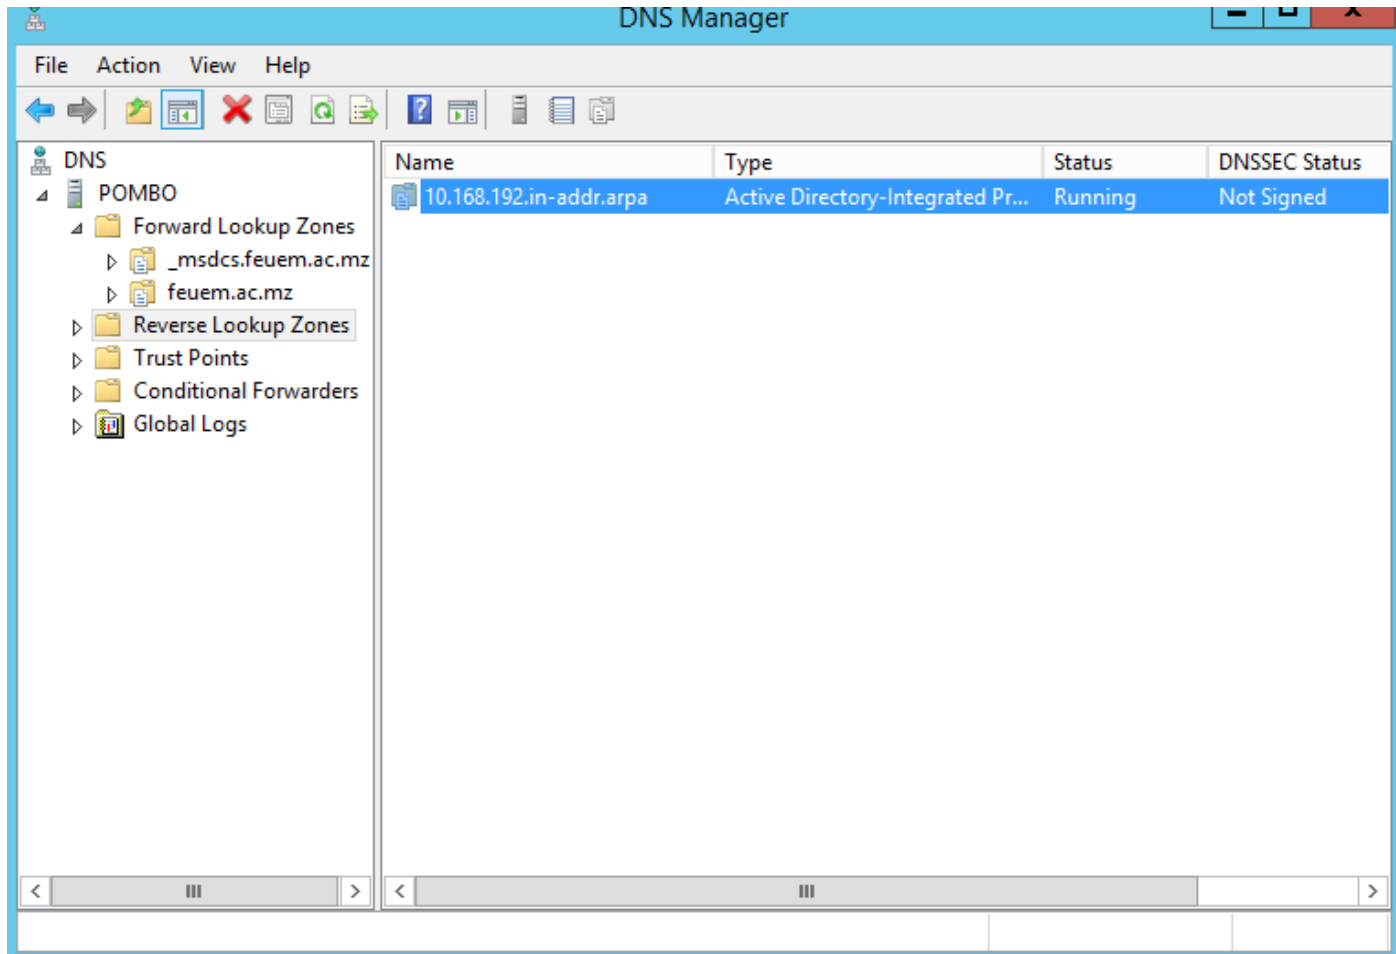 DNS Manager
File Action View Help
DNS
POMBO
Forward Lookup Zones
_msdcs.feuem.ac.mz
feuem.ac.mz
Reverse Lookup Zones
Trust Points
Conditional Forwarders
Global Logs
Name Type Status DNSSEC Status
10.168.192.in-addr.arpa Active Directory-Integrated Pr... Running Not Signed